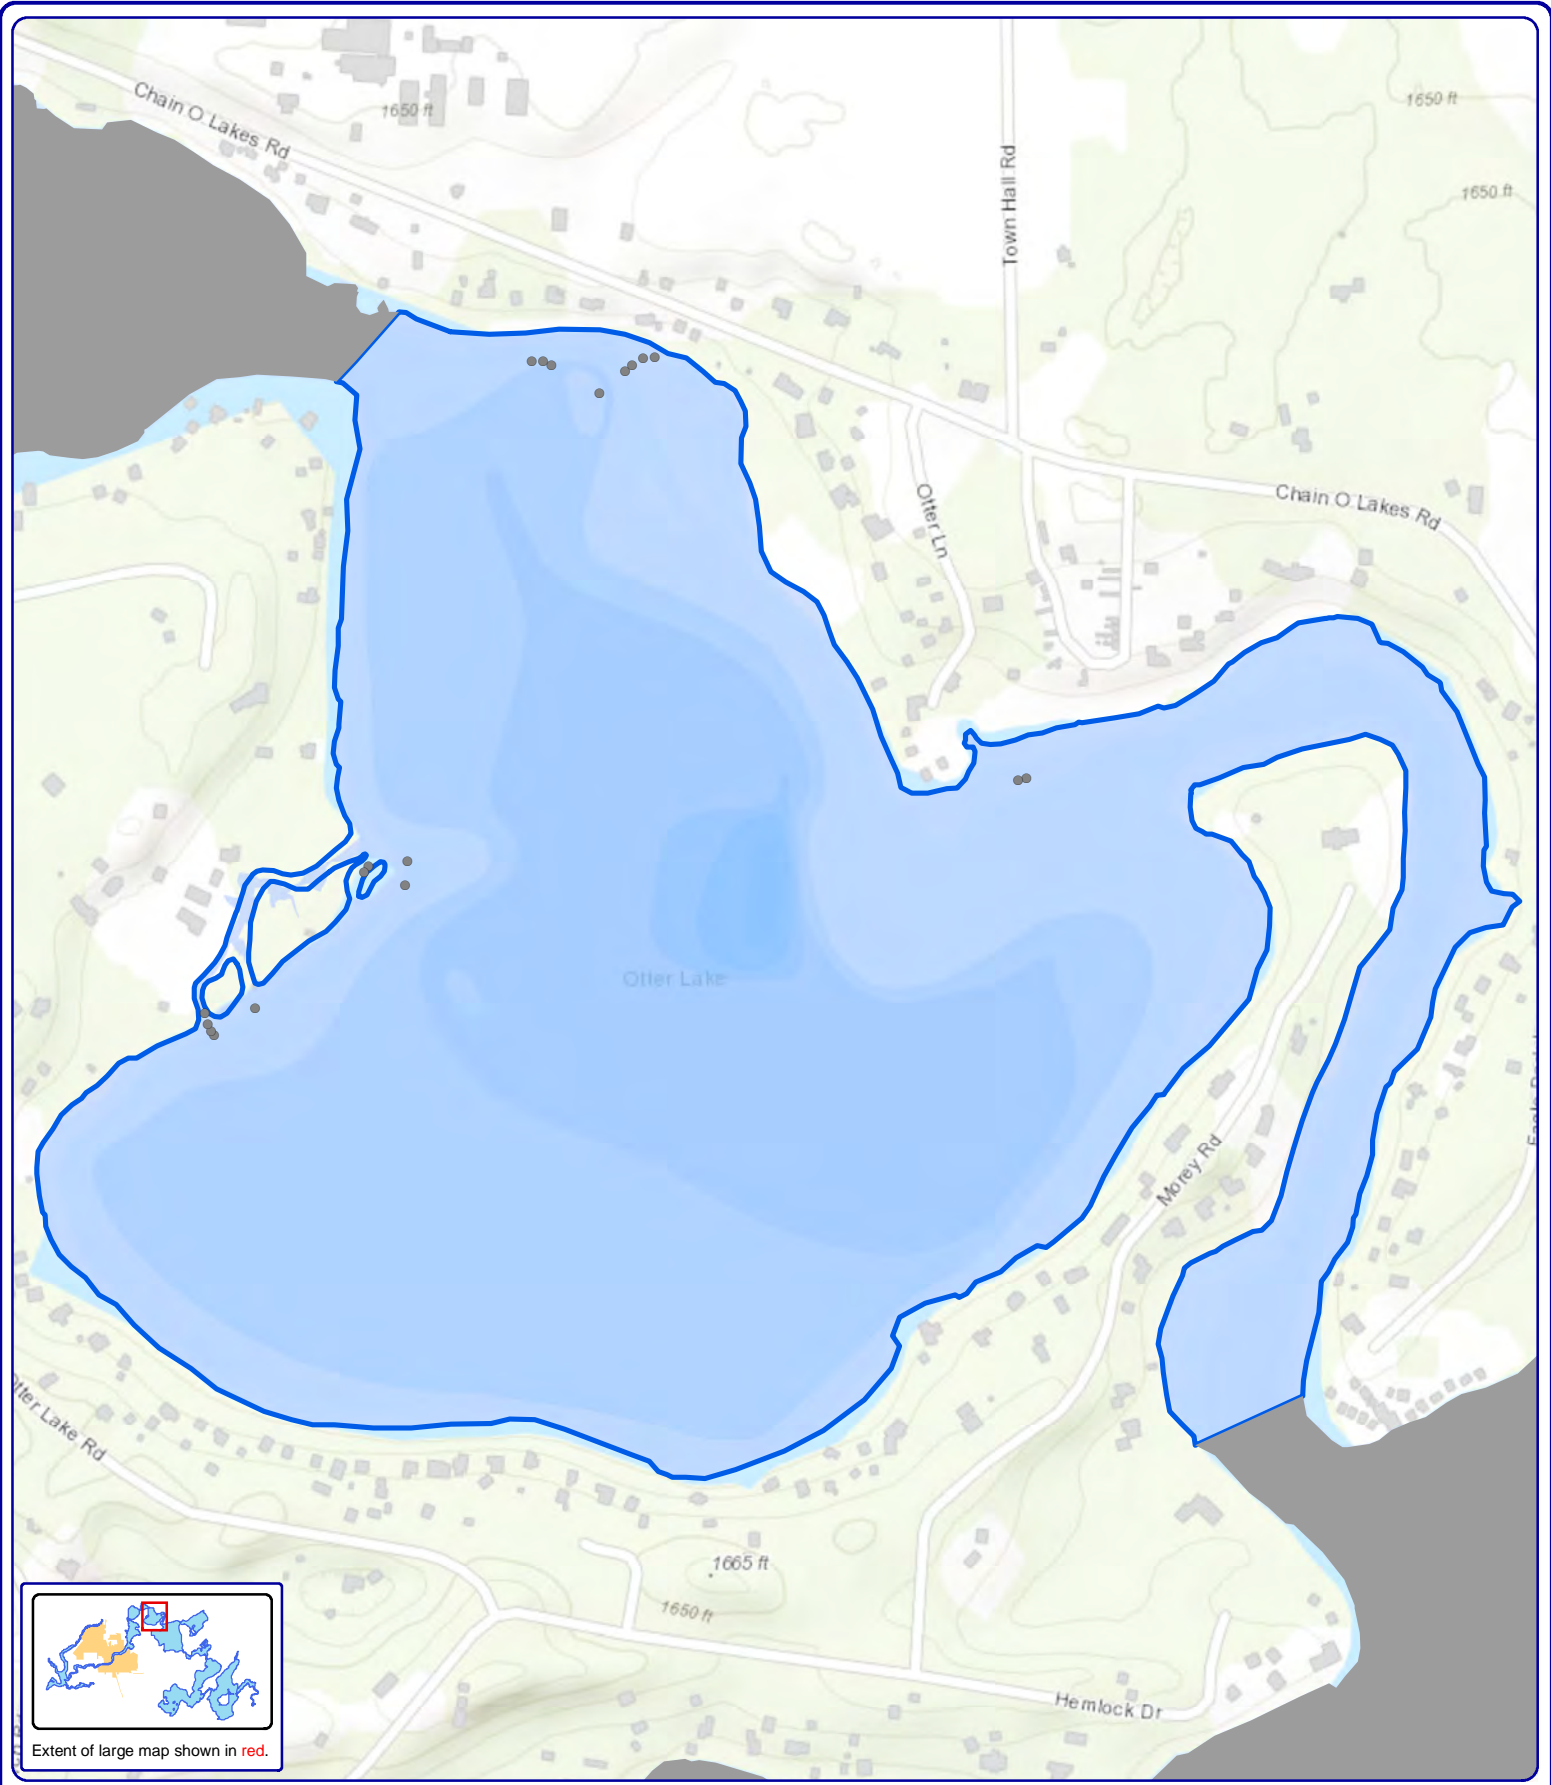 Chain O Lakes Rd
1650 ft
1650 ft
Town Hall Rd
1650 ft
Otter Ln
Chain O Lakes Rd
Otter Lake
Morey Rd
Otter Lake Rd
1665 ft
1650 ft
Hemlock Dr
Extent of large map shown in red.